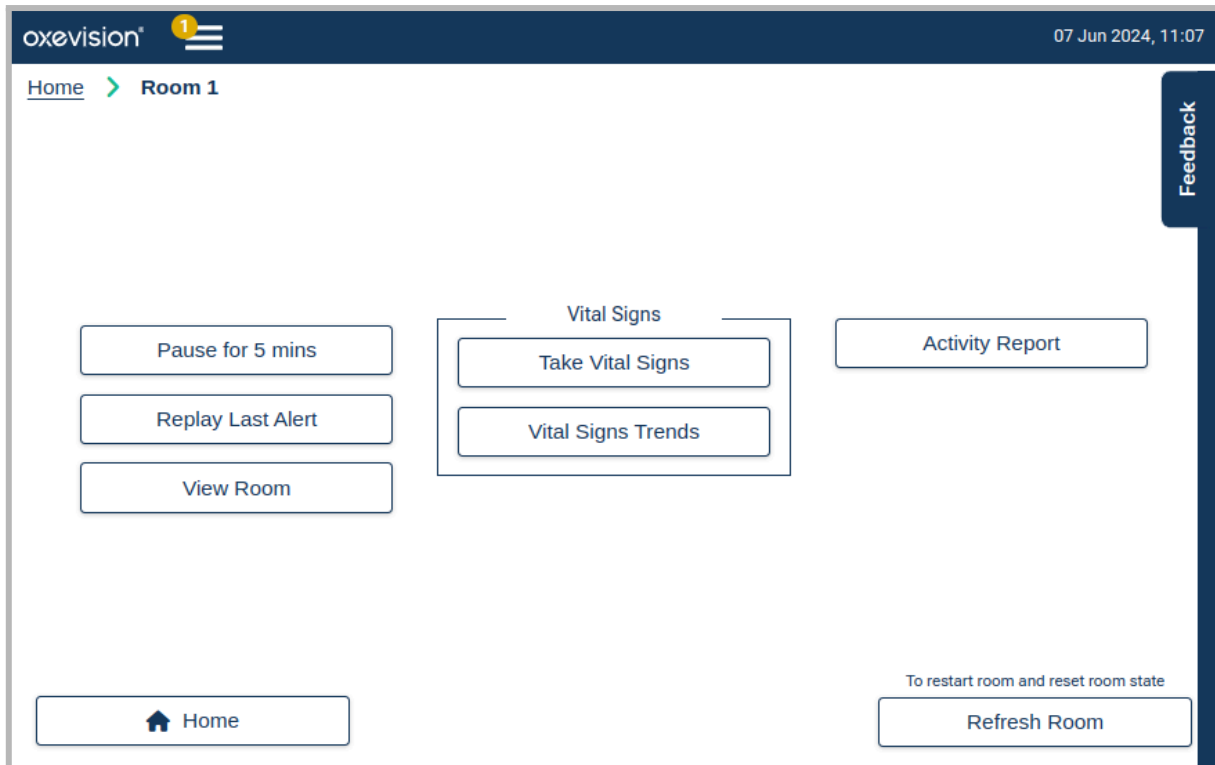 oxevision®
1
07 Jun 2024, 11:07
Home > Room 1
Feedback
Pause for 5 mins
Replay Last Alert
View Room
Vital Signs
Take Vital Signs
Vital Signs Trends
Activity Report
Home
To restart room and reset room state
Refresh Room